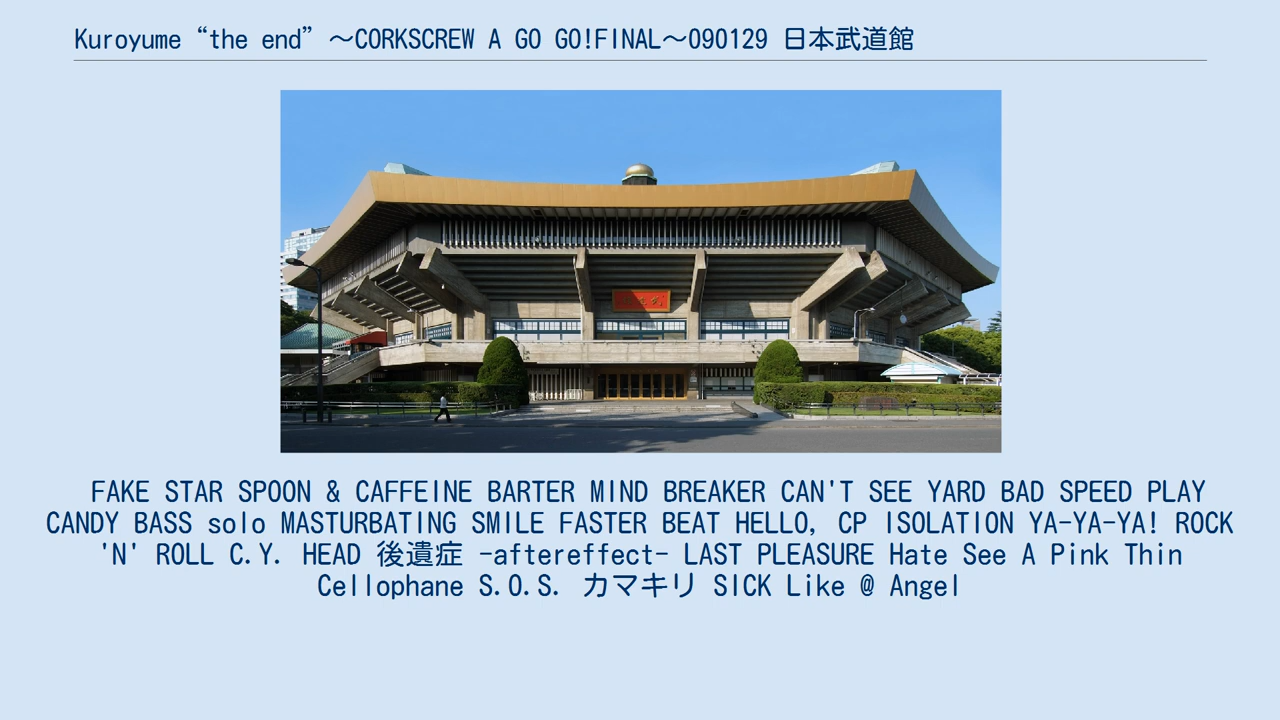 Kuroyume “the end” ～CORKSCREW A GO GO!FINAL～090129 日本武道館
FAKE STAR SPOON & CAFFEINE BARTER MIND BREAKER CAN'T SEE YARD BAD SPEED PLAY
CANDY BASS solo MASTURBATING SMILE FASTER BEAT HELLO, CP ISOLATION YA-YA-YA! ROCK
'N' ROLL C.Y. HEAD 後遺症 -aftereffect- LAST PLEASURE Hate See A Pink Thin
Cellophane S.O.S. カマキリ SICK Like @ Angel